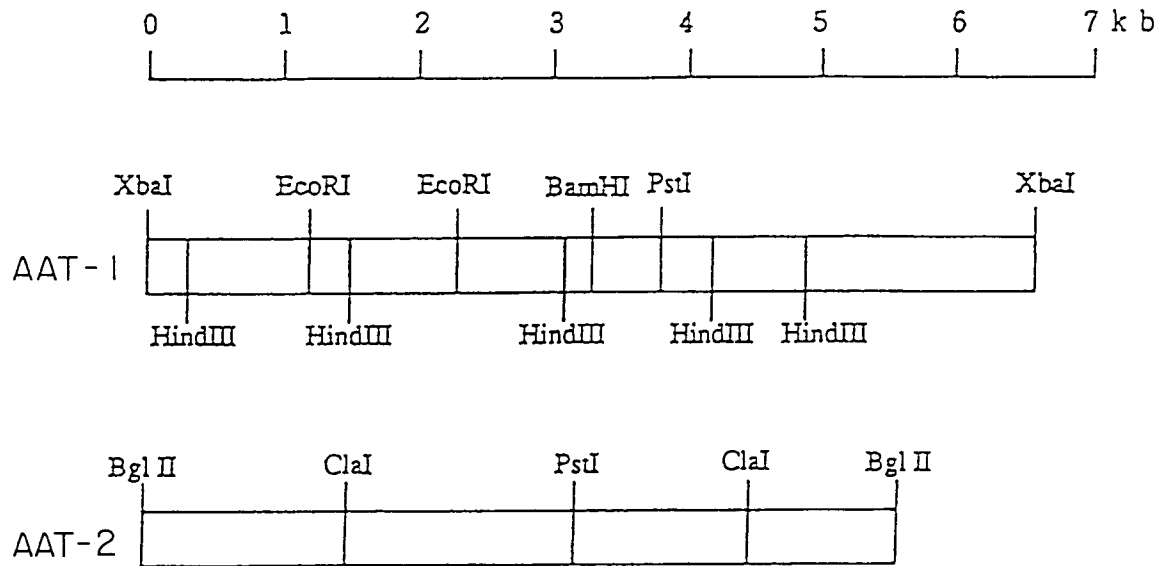 0 1 2 3 4 5 6 7 k b
XbaI EcoRI EcoRI BamHI PstI XbaI
AAT-1
HindIII HindIII HindIII HindIII HindIII
Bgl II ClaI PstI ClaI Bgl II
AAT-2